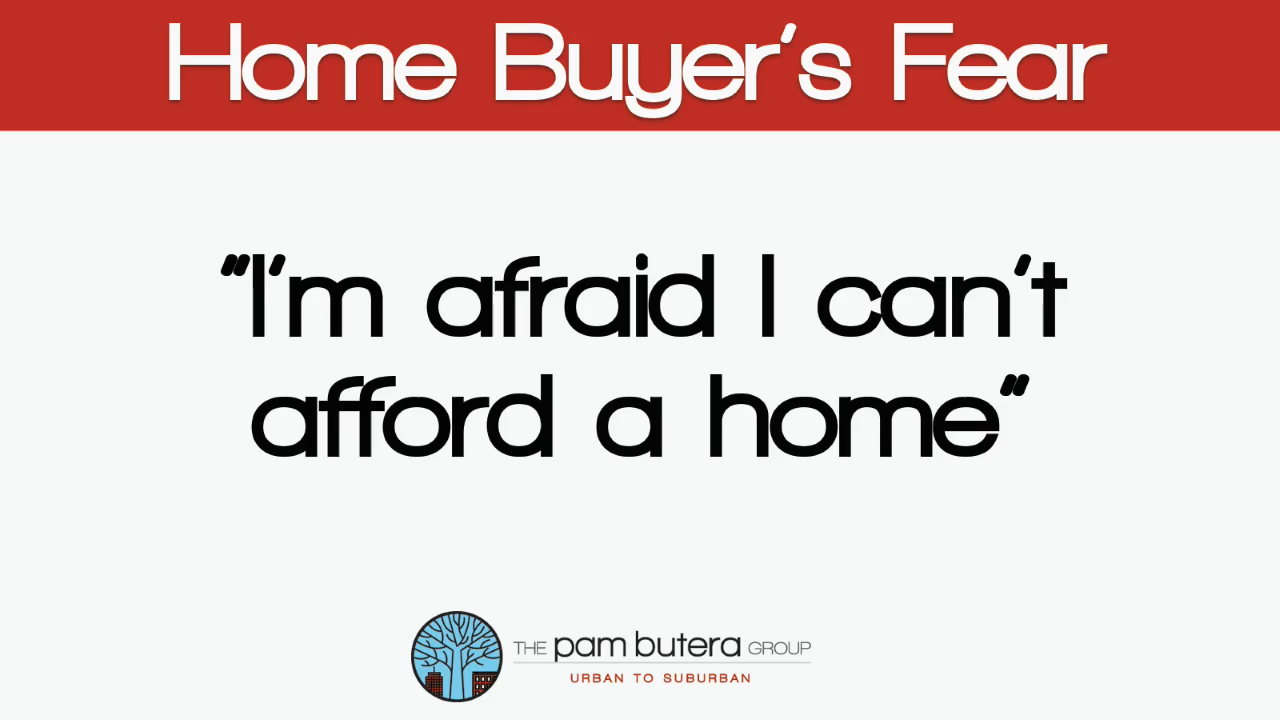 Home Buyer's Fear
"I'm afraid I can't
afford a home"
THE pam butera GROUP
URBAN TO SUBURBAN